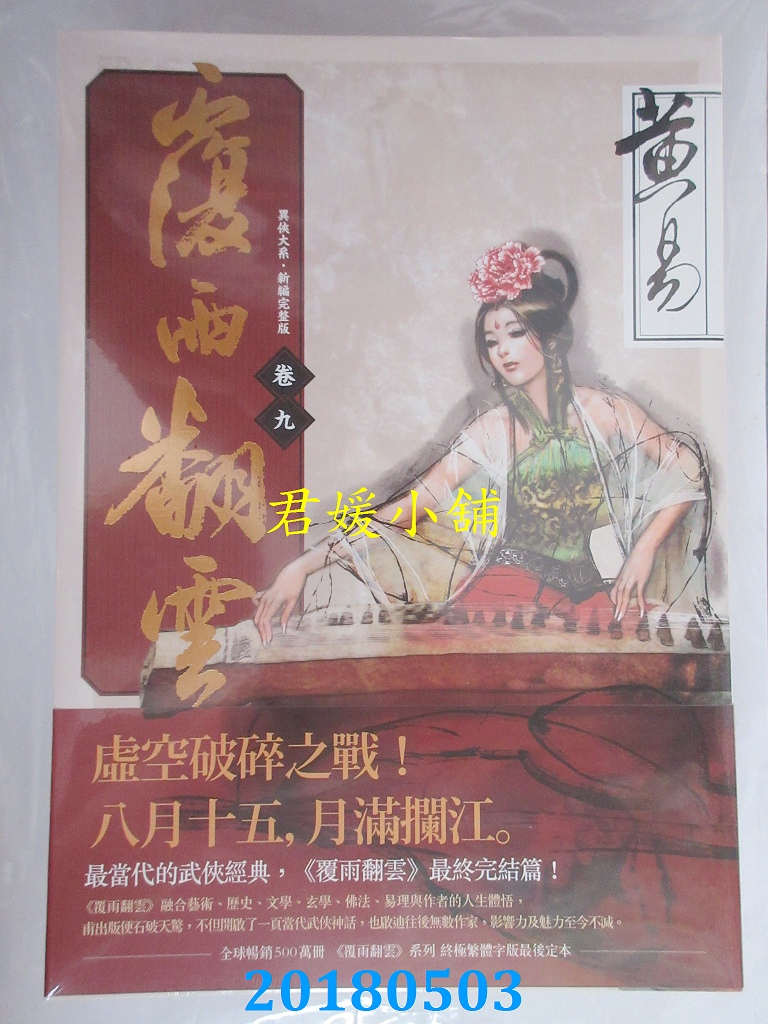 覆雨翻雲
異俠大系・新編完整版
卷九
黃易
君媛小舖
虛空破碎之戰！
八月十五，月滿攔江。
最當代的武俠經典，《覆雨翻雲》最終完結篇！
《覆雨翻雲》融合藝術、歷史、文學、玄學、佛法、易理與作者的人生體悟，
甫出版便石破天驚，不但開啟了一頁當代武俠神話，也啟迪往後無數作家，影響力及魅力至今不減。
全球暢銷500萬冊 《覆雨翻雲》系列 終極繁體字版最後定本
20180503